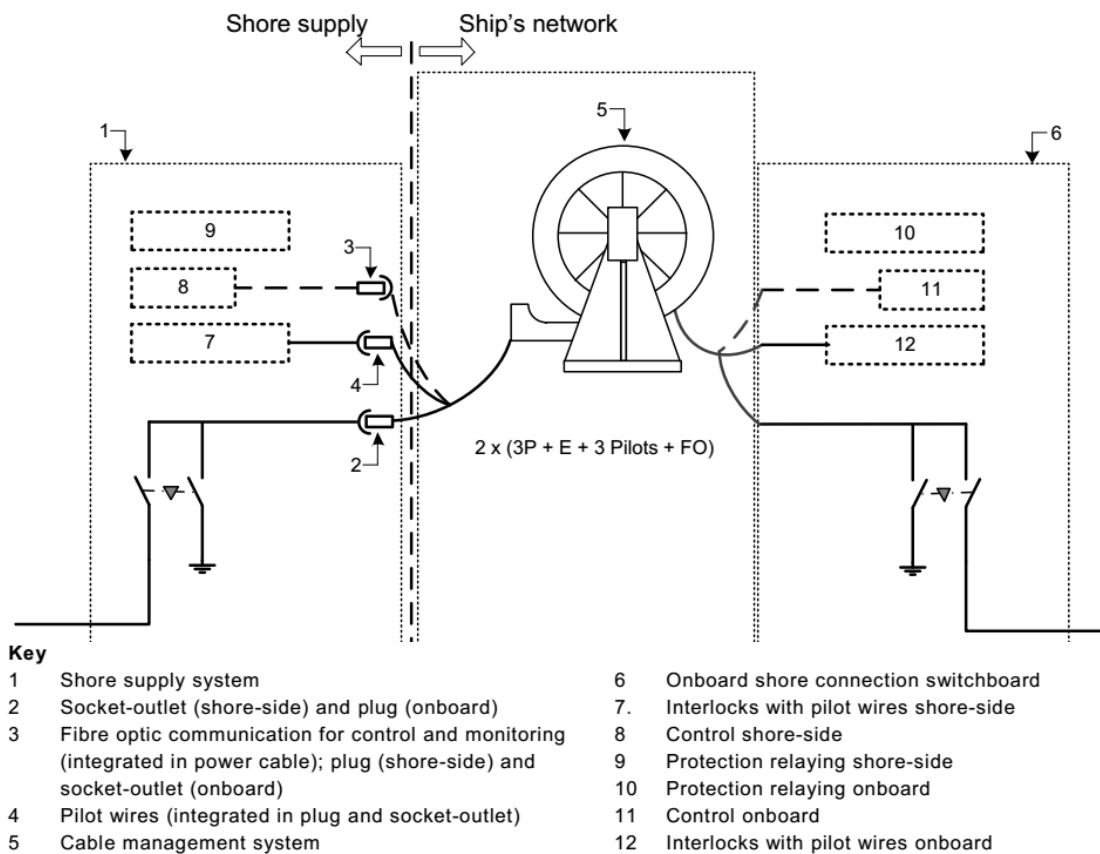 Shore supply
Ship's network
5
1
6
9
10
3
8
11
7
12
4
2
2 x (3P + E + 3 Pilots + FO)
Key
1 Shore supply system
2 Socket-outlet (shore-side) and plug (onboard)
3 Fibre optic communication for control and monitoring
(integrated in power cable); plug (shore-side) and
socket-outlet (onboard)
4 Pilot wires (integrated in plug and socket-outlet)
5 Cable management system
6 Onboard shore connection switchboard
7. Interlocks with pilot wires shore-side
8 Control shore-side
9 Protection relaying shore-side
10 Protection relaying onboard
11 Control onboard
12 Interlocks with pilot wires onboard